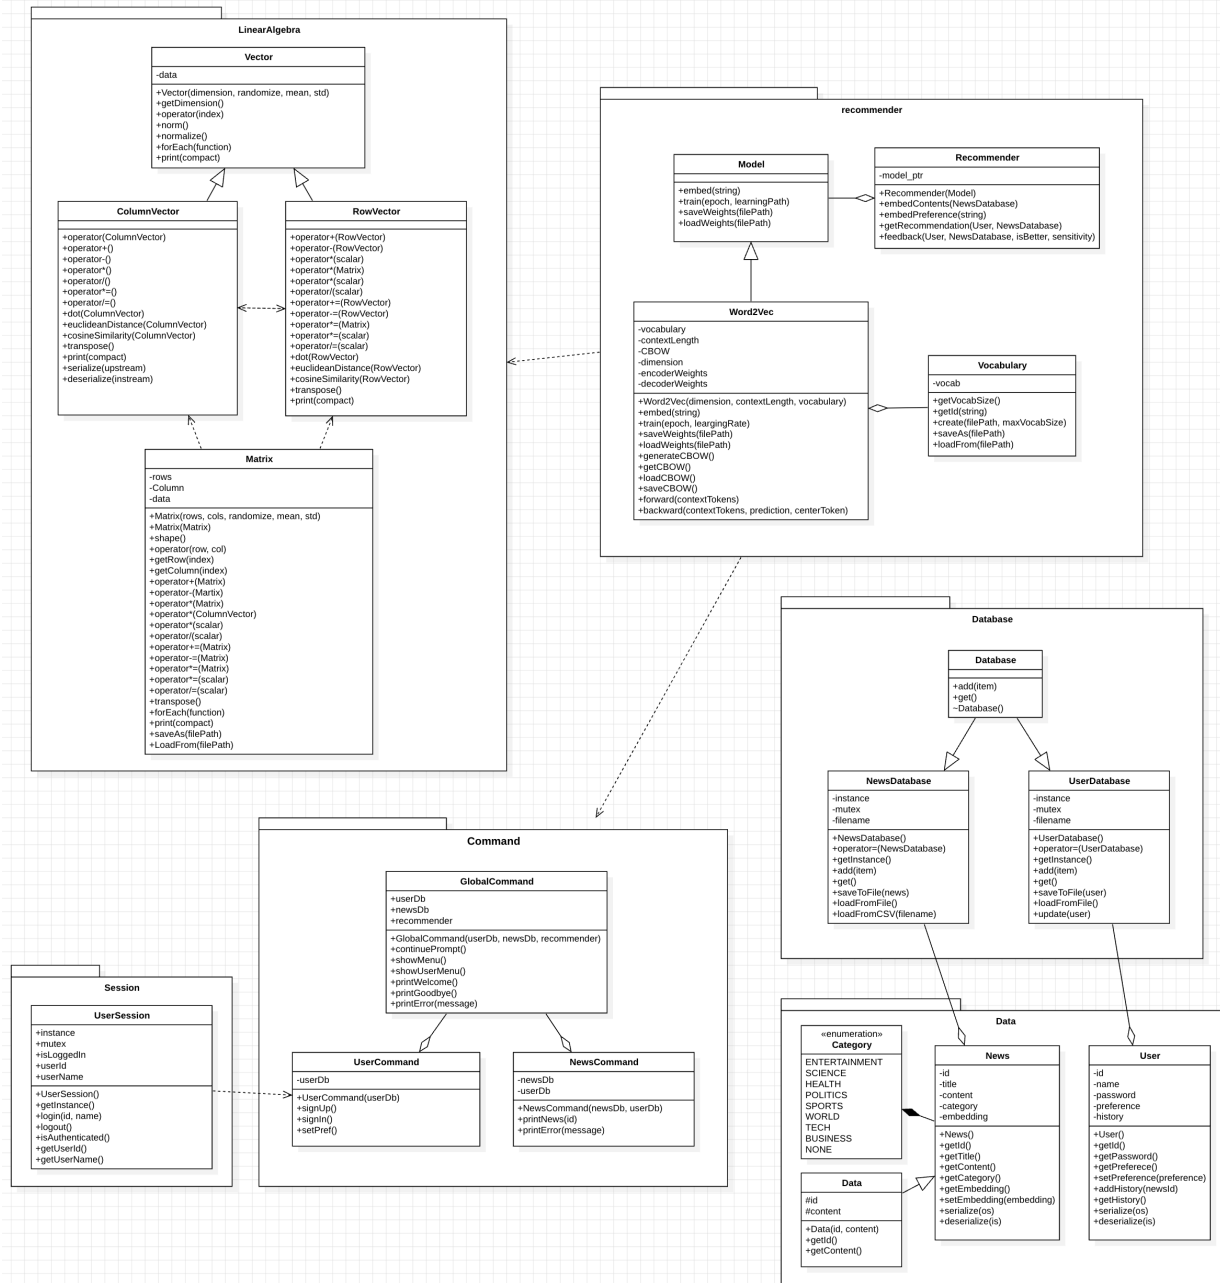 LinearAlgebra
Vector
-data
+Vector(dimension, randomize, mean, std)
+getDimension()
+operator(index)
+norm()
+normalize()
+forEach(function)
+print(compact)
ColumnVector
+operator(ColumnVector)
+operator+()
+operator-()
+operator*()
+operator/()
+operator*=()
+operator/=()
+dot(ColumnVector)
+euclideanDistance(ColumnVector)
+cosineSimilarity(ColumnVector)
+transpose()
+print(compact)
+serialize(upstream)
+deserialize(instream)
RowVector
+operator+(RowVector)
+operator-(RowVector)
+operator*(scalar)
+operator*(Matrix)
+operator*(scalar)
+operator/(scalar)
+operator+=(RowVector)
+operator-=(RowVector)
+operator*=(Matrix)
+operator*=(scalar)
+operator/=(scalar)
+dot(RowVector)
+euclideanDistance(RowVector)
+cosineSimilarity(RowVector)
+transpose()
+print(compact)
Matrix
-rows
-Column
-data
+Matrix(rows, cols, randomize, mean, std)
+Matrix(Matrix)
+shape()
+operator(row, col)
+getRow(index)
+getColumn(index)
+operator+(Matrix)
+operator-(Martix)
+operator*(Matrix)
+operator*(ColumnVector)
+operator*(scalar)
+operator/(scalar)
+operator+=(Matrix)
+operator-=(Matrix)
+operator*=(Matrix)
+operator*=(scalar)
+operator/=(scalar)
+transpose()
+forEach(function)
+print(compact)
+saveAs(filePath)
+LoadFrom(filePath)
recommender
Model
+embed(string)
+train(epoch, learningPath)
+saveWeights(filePath)
+loadWeights(filePath)
Recommender
-model_ptr
+Recommender(Model)
+embedContents(NewsDatabase)
+embedPreference(string)
+getRecommendation(User, NewsDatabase)
+feedback(User, NewsDatabase, isBetter, sensitivity)
Word2Vec
-vocabulary
-contextLength
-CBOW
-dimension
-encoderWeights
-decoderWeights
+Word2Vec(dimension, contextLength, vocabulary)
+embed(string)
+train(epoch, leargingRate)
+saveWeights(filePath)
+loadWeights(filePath)
+generateCBOW()
+getCBOW()
+loadCBOW()
+saveCBOW()
+forward(contextTokens)
+backward(contextTokens, prediction, centerToken)
Vocabulary
-vocab
+getVocabSize()
+getId(string)
+create(filePath, maxVocabSize)
+saveAs(filePath)
+loadFrom(filePath)
Database
Database
+add(item)
+get()
~Database()
NewsDatabase
-instance
-mutex
-filename
+NewsDatabase()
+operator=(NewsDatabase)
+getInstance()
+add(item)
+get()
+saveToFile(news)
+loadFromFile()
+loadFromCSV(filename)
UserDatabase
-instance
-mutex
-filename
+UserDatabase()
+operator=(UserDatabase)
+getInstance()
+add(item)
+get()
+saveToFile(user)
+loadFromFile()
+update(user)
Command
GlobalCommand
+userDb
+newsDb
+recommender
+GlobalCommand(userDb, newsDb, recommender)
+continuePrompt()
+showMenu()
+showUserMenu()
+printWelcome()
+printGoodbye()
+printError(message)
UserCommand
-userDb
+UserCommand(userDb)
+signUp()
+signIn()
+setPref()
NewsCommand
-newsDb
-userDb
+NewsCommand(newsDb, userDb)
+printNews(id)
+printError(message)
Session
UserSession
+instance
+mutex
+isLoggedIn
+userId
+userName
+UserSession()
+getInstance()
+login(id, name)
+logout()
+isAuthenticated()
+getUserId()
+getUserName()
Data
«enumeration»
Category
ENTERTAINMENT
SCIENCE
HEALTH
POLITICS
SPORTS
WORLD
TECH
BUSINESS
NONE
News
-id
-title
-content
-category
-embedding
+News()
+getId()
+getTitle()
+getContent()
+getCategory()
+getEmbedding()
+setEmbedding(embedding)
+serialize(os)
+deserialize(is)
User
-id
-name
-password
-preference
-history
+User()
+getId()
+getPassword()
+getPreferece()
+setPreference(preference)
+addHistory(newsId)
+getHistory()
+serialize(os)
+deserialize(is)
Data
#id
#content
+Data(id, content)
+getId()
+getContent()